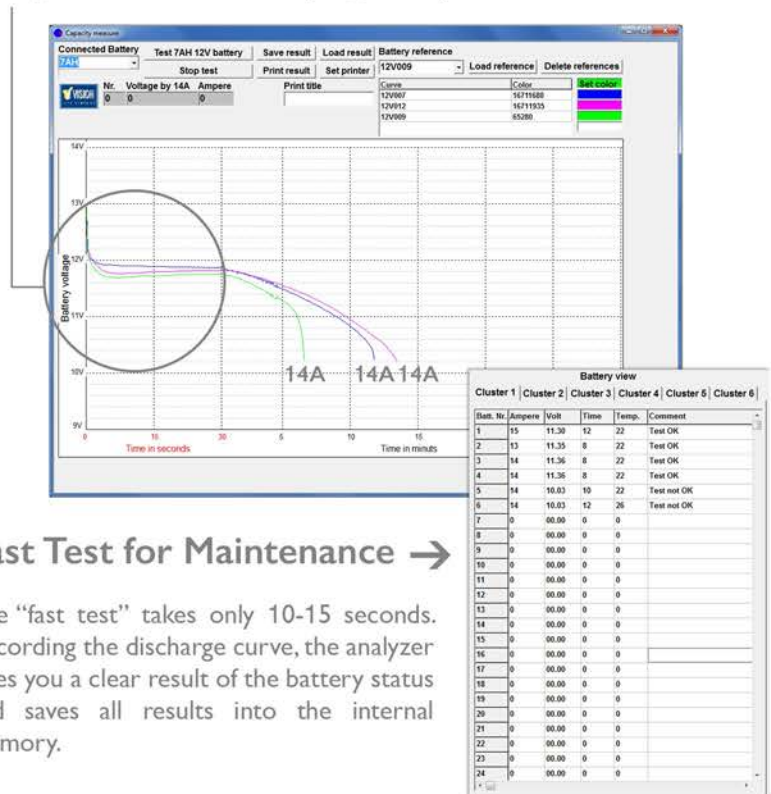 Capacity measure
Connected Battery
Test 7AH 12V battery
Save result
Load result
Battery reference
7AH
12V009
Load reference
Delete references
Stop test
Print result
Set printer
VISION
Nr.
Voltage by 14A
Ampere
Print title
0
0
0
Curve
Color
Set color
12V007
16711680
12V012
16711935
12V009
65280
14V
13V
12V
11V
10V
9V
Battery voltage
14A
14A
14A
0
10
30
5
10
15
Time in seconds
Time in minuts
Battery view
Cluster 1
Cluster 2
Cluster 3
Cluster 4
Cluster 5
Cluster 6
Batt. Nr. Ampere Volt Time Temp. Comment
1 15 11.30 12 22 Test OK
2 13 11.35 8 22 Test OK
3 14 11.36 8 22 Test OK
4 14 11.36 8 22 Test OK
5 14 10.03 10 22 Test not OK
6 14 10.03 12 26 Test not OK
7 0 00.00 0 0
8 0 00.00 0 0
9 0 00.00 0 0
10 0 00.00 0 0
11 0 00.00 0 0
12 0 00.00 0 0
13 0 00.00 0 0
14 0 00.00 0 0
15 0 00.00 0 0
16 0 00.00 0 0
17 0 00.00 0 0
18 0 00.00 0 0
19 0 00.00 0 0
20 0 00.00 0 0
21 0 00.00 0 0
22 0 00.00 0 0
23 0 00.00 0 0
24 0 00.00 0 0
ast Test for Maintenance →
e “fast test” takes only 10-15 seconds.
cording the discharge curve, the analyzer
es you a clear result of the battery status
d saves all results into the internal
mory.